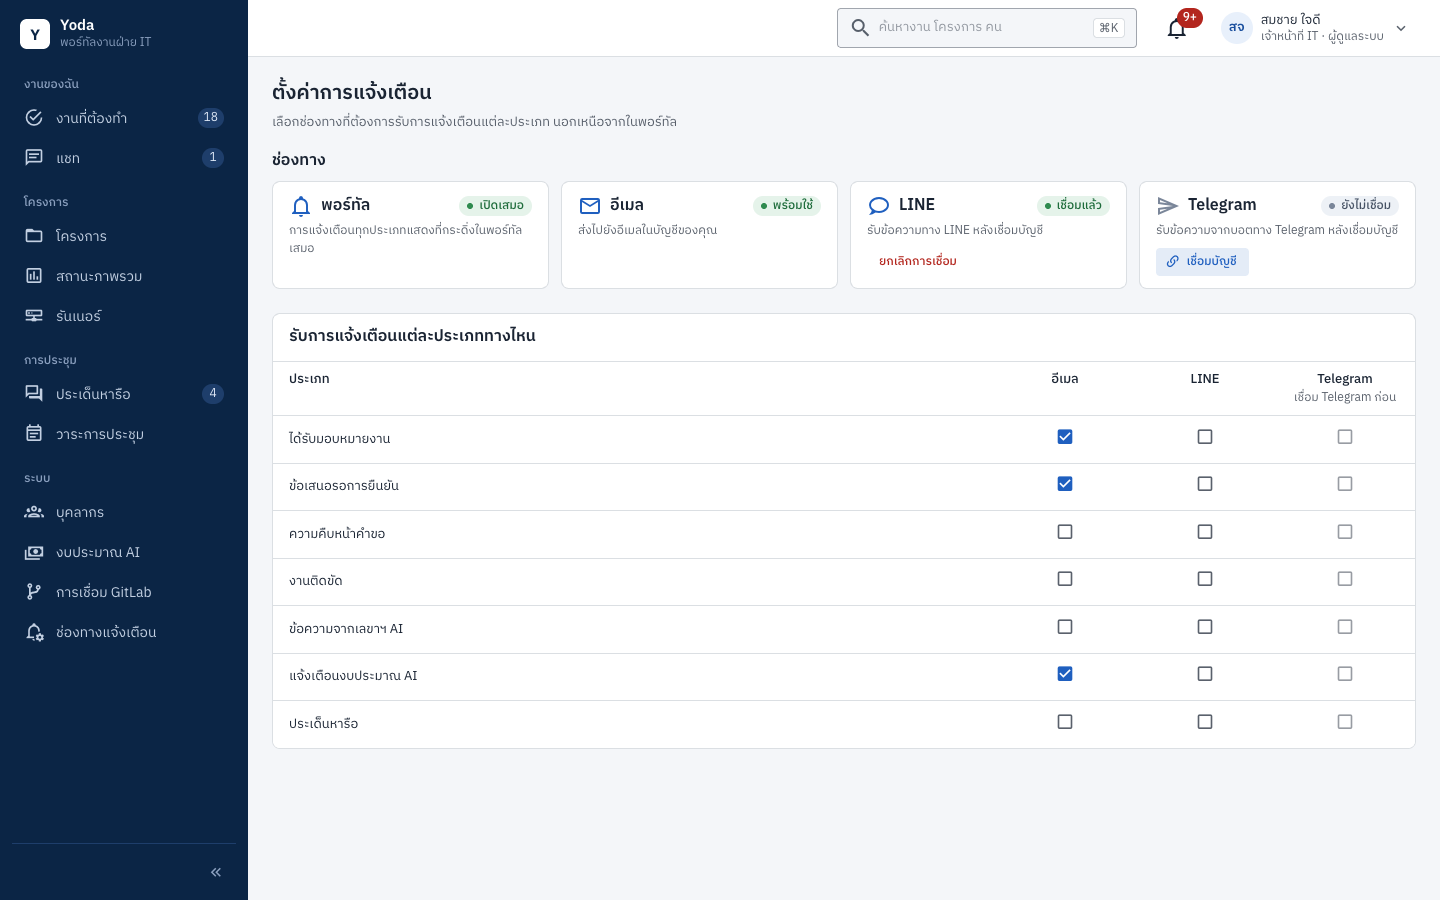 Y
Yoda
พอร์ทัลงานฝ่าย IT
ค้นหางาน โครงการ คน
⌘K
9+
สจ
สมชาย ใจดี
เจ้าหน้าที่ IT · ผู้ดูแลระบบ
งานของฉัน
งานที่ต้องทำ 18
แชท 1
โครงการ
โครงการ
สถานะภาพรวม
รันเนอร์
การประชุม
ประเด็นหารือ 4
วาระการประชุม
ระบบ
บุคลากร
งบประมาณ AI
การเชื่อม GitLab
ช่องทางแจ้งเตือน
ตั้งค่าการแจ้งเตือน
เลือกช่องทางที่ต้องการรับการแจ้งเตือนแต่ละประเภท นอกเหนือจากในพอร์ทัล
ช่องทาง
พอร์ทัล เปิดเสมอ
การแจ้งเตือนทุกประเภทแสดงที่กระดิ่งในพอร์ทัล
เสมอ
อีเมล พร้อมใช้
ส่งไปยังอีเมลในบัญชีของคุณ
LINE เชื่อมแล้ว
รับข้อความทาง LINE หลังเชื่อมบัญชี
ยกเลิกการเชื่อม
Telegram ยังไม่เชื่อม
รับข้อความจากบอตทาง Telegram หลังเชื่อมบัญชี
เชื่อมบัญชี
รับการแจ้งเตือนแต่ละประเภททางไหน
ประเภท อีเมล LINE Telegram
เชื่อม Telegram ก่อน
ได้รับมอบหมายงาน
ข้อเสนอรอการยืนยัน
ความคืบหน้าคำขอ
งานติดขัด
ข้อความจากเลขาฯ AI
แจ้งเตือนงบประมาณ AI
ประเด็นหารือ